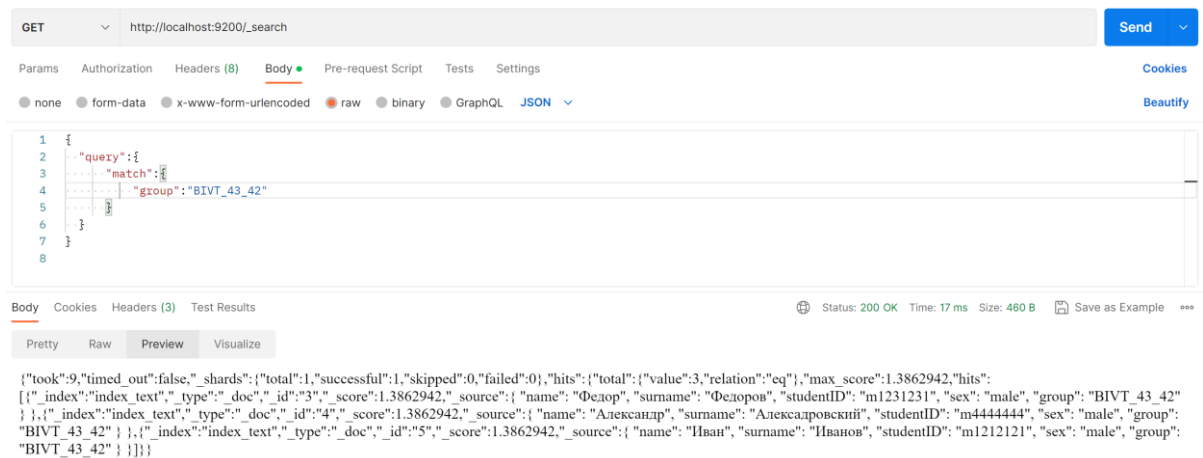 GET http://localhost:9200/_search Send
Params Authorization Headers (8) Body Pre-request Script Tests Settings Cookies
none form-data x-www-form-urlencoded raw binary GraphQL JSON Beautify
1 {
2 "query":{
3 "match":{
4 "group":"BIVT_43_42"
5 }
6 }
7 }
8
Body Cookies Headers (3) Test Results Status: 200 OK Time: 17 ms Size: 460 B Save as Example
Pretty Raw Preview Visualize
{"took":9,"timed_out":false,"_shards":{"total":1,"successful":1,"skipped":0,"failed":0},"hits":{"total":{"value":3,"relation":"eq"},"max_score":1.3862942,"hits":
[{"_index":"index_text","_type":"_doc","_id":"3","_score":1.3862942,"_source":{ "name": "Федор", "surname": "Федоров", "studentID": "m1231231", "sex": "male", "group": "BIVT_43_42"
} },{"_index":"index_text","_type":"_doc","_id":"4","_score":1.3862942,"_source":{ "name": "Александр", "surname": "Алексадровский", "studentID": "m4444444", "sex": "male", "group":
"BIVT_43_42" } },{"_index":"index_text","_type":"_doc","_id":"5","_score":1.3862942,"_source":{ "name": "Иван", "surname": "Иванов", "studentID": "m1212121", "sex": "male", "group":
"BIVT_43_42" } }]}}